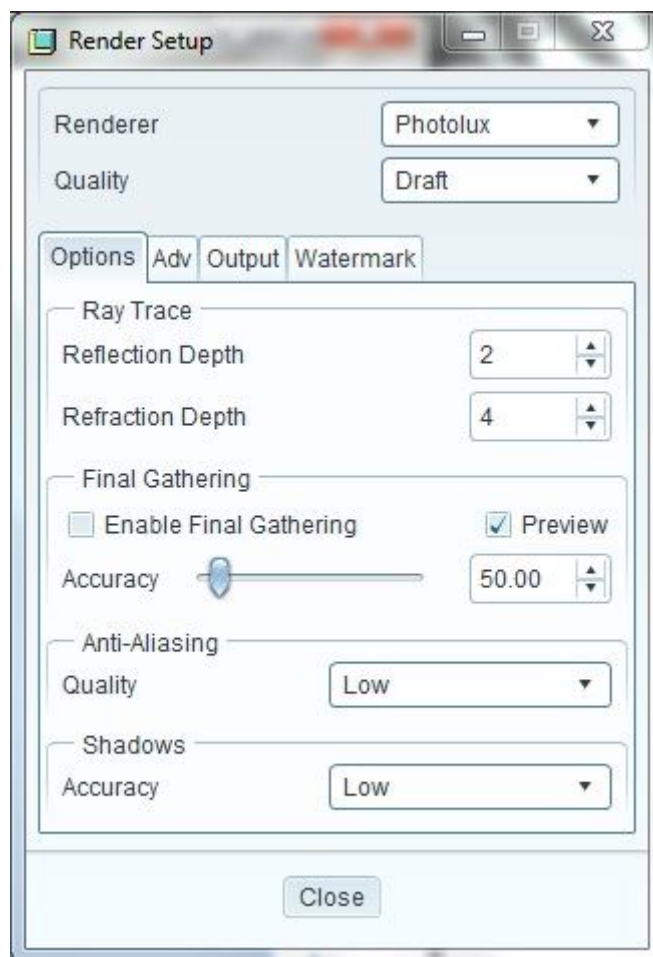 Render Setup
Renderer Photolux
Quality Draft
Options Adv Output Watermark
Ray Trace
Reflection Depth 2
Refraction Depth 4
Final Gathering
Enable Final Gathering Preview
Accuracy 50.00
Anti-Aliasing
Quality Low
Shadows
Accuracy Low
Close